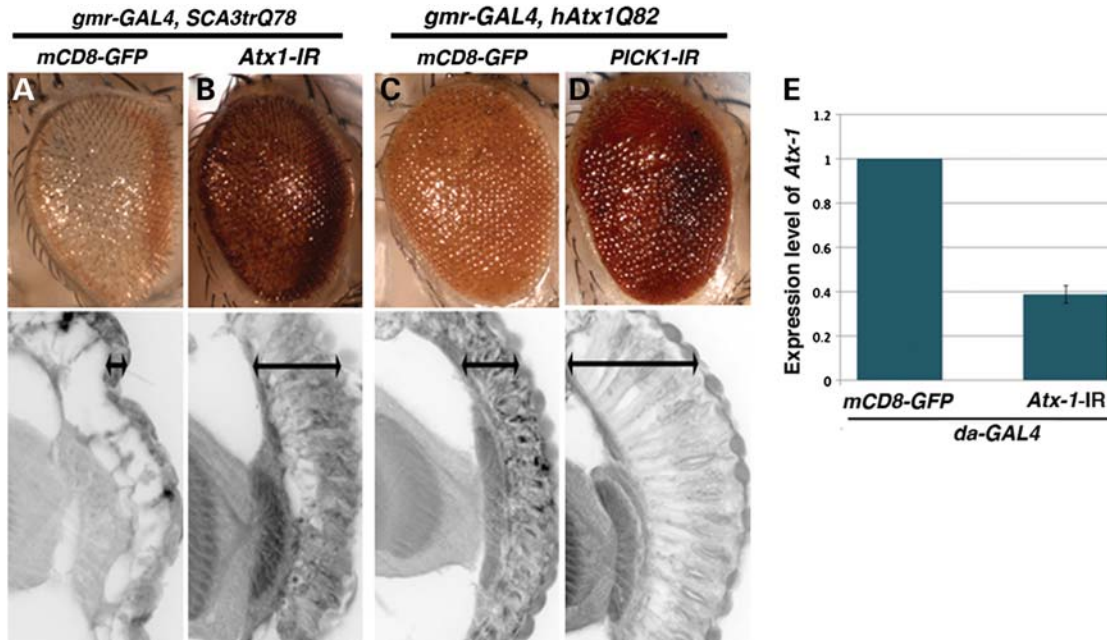 gmr-GAL4, SCA3trQ78
gmr-GAL4, hAtx1Q82
mCD8-GFP
Atx1-IR
mCD8-GFP
PICK1-IR
A
B
C
D
E
Expression level of Atx-1
1.2
1
0.8
0.6
0.4
0.2
0
mCD8-GFP
Atx-1-IR
da-GAL4